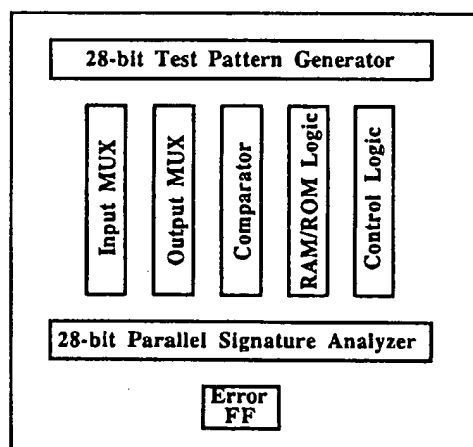 28-bit Test Pattern Generator
Input MUX
Output MUX
Comparator
RAM/ROM Logic
Control Logic
28-bit Parallel Signature Analyzer
Error
FF